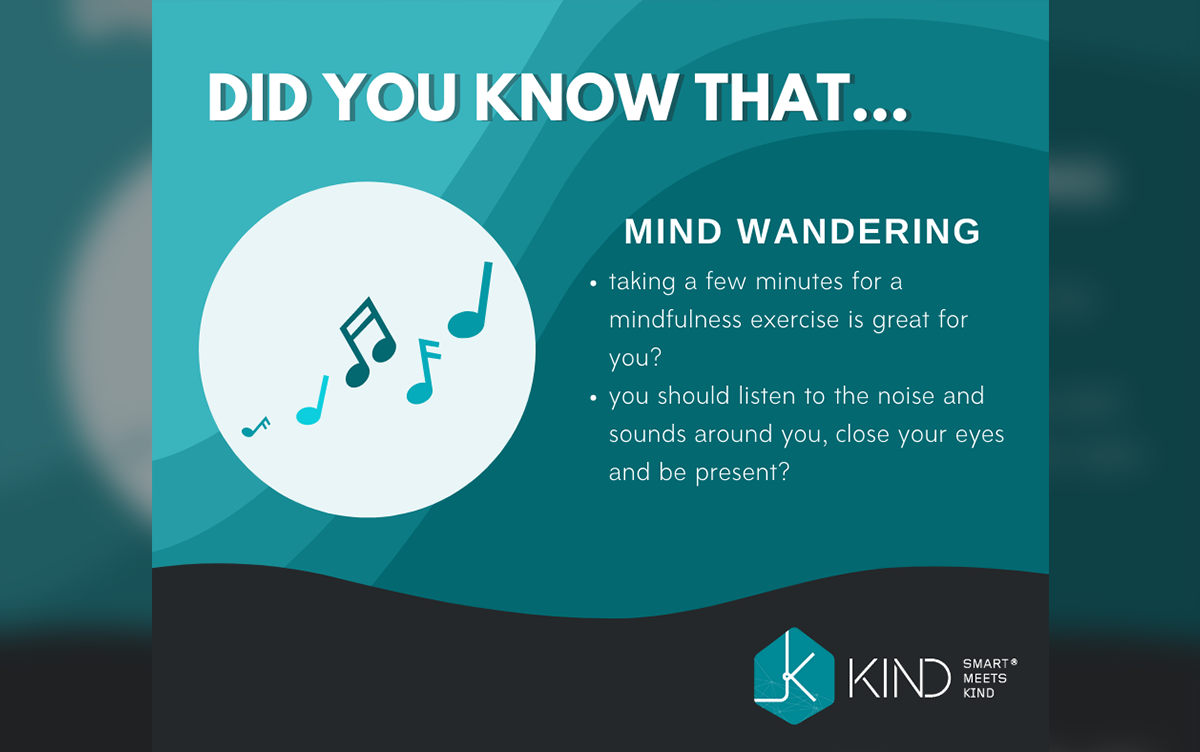 DID YOU KNOW THAT...
MIND WANDERING
• taking a few minutes for a
mindfulness exercise is great for
you?
• you should listen to the noise and
sounds around you, close your eyes
and be present?
KIND
SMART®
MEETS
KIND